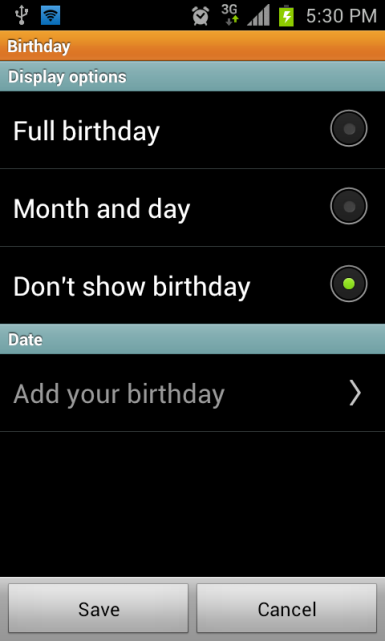 3G 5:30 PM
Birthday
Display options
Full birthday
Month and day
Don't show birthday
Date
Add your birthday
Save Cancel